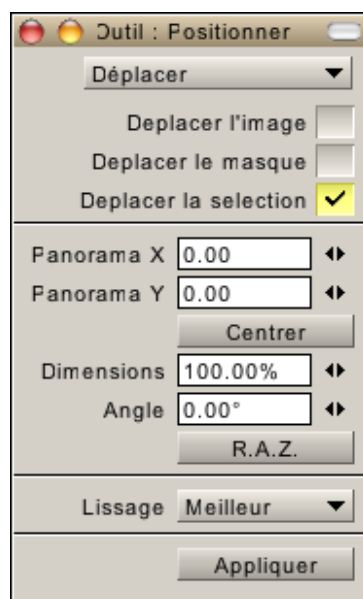 Outil : Positionner
Déplacer
Deplacer l'image
Deplacer le masque
Deplacer la selection
Panorama X 0.00
Panorama Y 0.00
Centrer
Dimensions 100.00%
Angle 0.00°
R.A.Z.
Lissage Meilleur
Appliquer